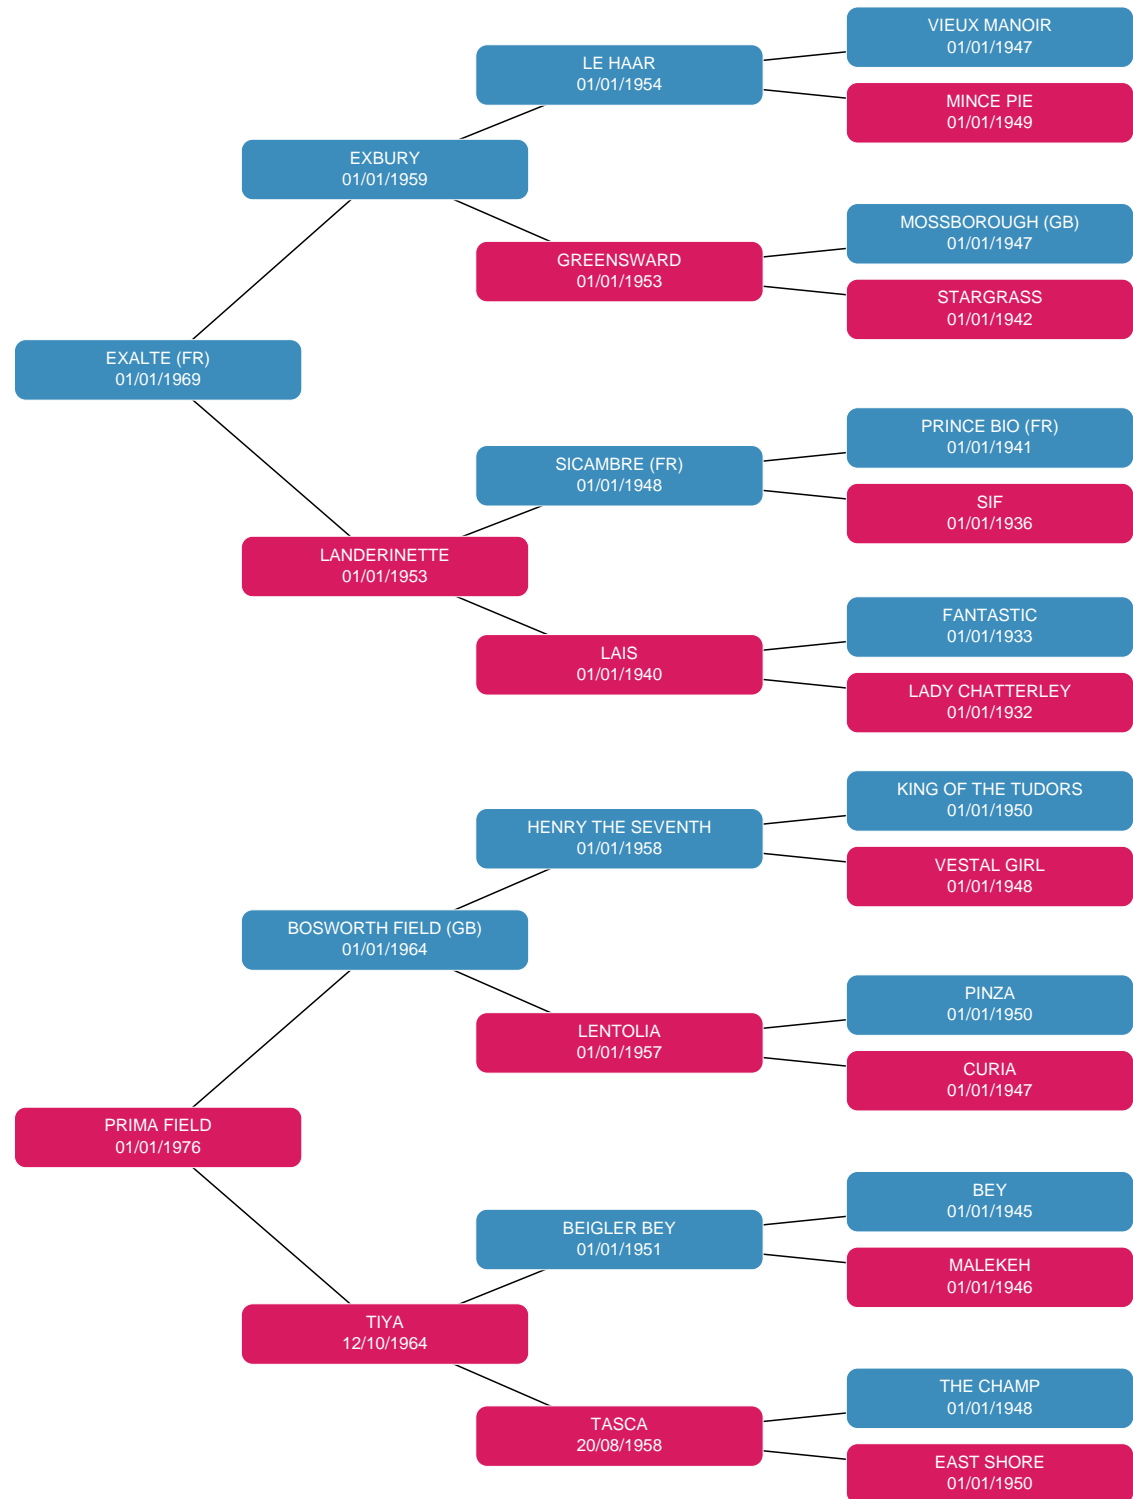 VIEUX MANOIR
01/01/1947
LE HAAR
01/01/1954
MINCE PIE
01/01/1949
EXBURY
01/01/1959
MOSSBOROUGH (GB)
01/01/1947
GREENSWARD
01/01/1953
STARGRASS
01/01/1942
EXALTE (FR)
01/01/1969
PRINCE BIO (FR)
01/01/1941
SICAMBRE (FR)
01/01/1948
SIF
01/01/1936
LANDERINETTE
01/01/1953
FANTASTIC
01/01/1933
LAIS
01/01/1940
LADY CHATTERLEY
01/01/1932
KING OF THE TUDORS
01/01/1950
HENRY THE SEVENTH
01/01/1958
VESTAL GIRL
01/01/1948
BOSWORTH FIELD (GB)
01/01/1964
PINZA
01/01/1950
LENTOLIA
01/01/1957
CURIA
01/01/1947
PRIMA FIELD
01/01/1976
BEY
01/01/1945
BEIGLER BEY
01/01/1951
MALEKEH
01/01/1946
TIYA
12/10/1964
THE CHAMP
01/01/1948
TASCA
20/08/1958
EAST SHORE
01/01/1950